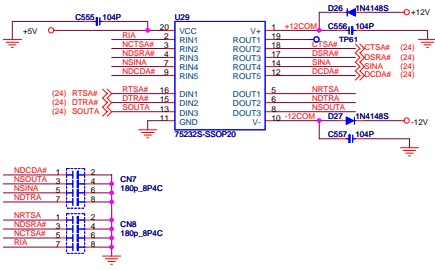 C555 104P
+5V
U29
D26 1N4148S
+12V
+12COM
C556 104P
TP61
20 VCC V+ 1
RIA 2 RIN1 ROUT1 19
NCTSA# 3 RIN2 ROUT2 18 CTSA# CTSA# (24)
NDSRA# 4 RIN3 ROUT3 17 DSRA# DSRA# (24)
NSINA 7 RIN4 ROUT4 14 SINA SINA (24)
NDCDA# 9 RIN5 ROUT5 12 DCDA# DCDA# (24)
(24) RTSA# RTSA# 16 DIN1 DOUT1 5 NRTSA
(24) DTRA# DTRA# 15 DIN2 DOUT2 6 NDTRA
(24) SOUTA SOUTA 13 DIN3 DOUT3 8 NSOUTA
11 GND V- 10 -12COM
75232S-SSOP20
D27 1N4148S
-12V
C557 104P
NDCDA# 1 2
NSOUTA 3 4
NSINA 5 6
NDTRA 7 8
CN7
180p_8P4C
NRTSA 1 2
NDSRA# 3 4
NCTSA# 5 6
RIA 7 8
CN8
180p_8P4C